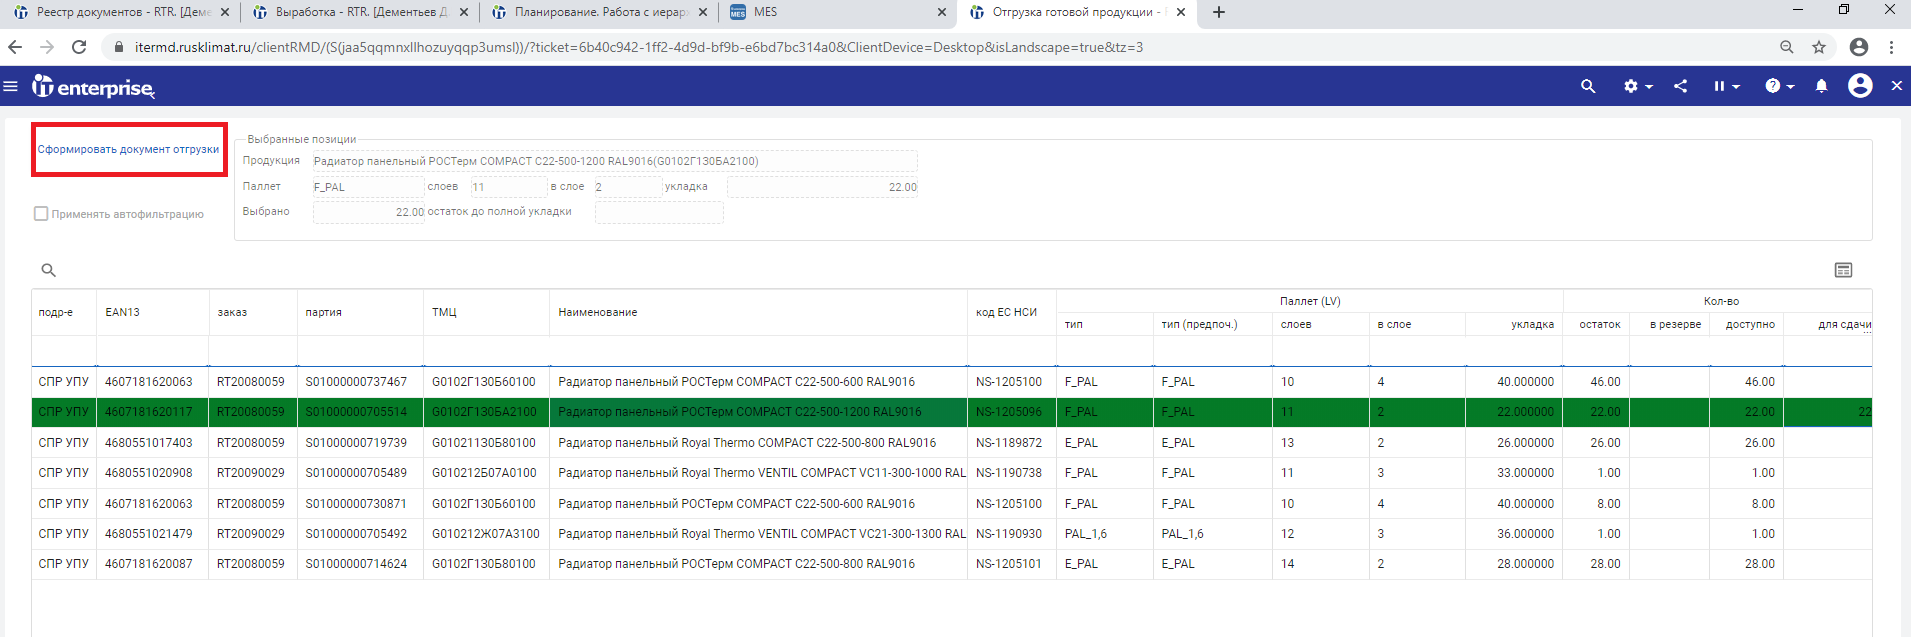 Реестр документов - RTR. [Деме
Выработка - RTR. [Дементьев Д
Планирование. Работа с иерарх
MES
MES
Отгрузка готовой продукции -
itermd.rusklimat.ru/clientRMD/(S(jaa5qqmnxllhozuyqqp3umsl))/?ticket=6b40c942-1ff2-4d9d-bf9b-e6bd7bc314a0&ClientDevice=Desktop&isLandscape=true&tz=3
enterprise
Сформировать документ отгрузки
Применять автофильтрацию
Выбранные позиции
Продукция Радиатор панельный РОСТерм COMPACT C22-500-1200 RAL9016(G0102Г130БА2100)
Паллет F_PAL слоев 11 в слое 2 укладка 22.00
Выбрано 22.00 остаток до полной укладки
подр-е EAN13 заказ партия ТМЦ Наименование код ЕС НСИ Паллет (LV) Кол-во
тип тип (предпоч.) слоев в слое укладка остаток в резерве доступно для сдачи
СПР УПУ 4607181620063 RT20080059 S01000000737467 G0102Г130Б60100 Радиатор панельный РОСТерм COMPACT C22-500-600 RAL9016 NS-1205100 F_PAL F_PAL 10 4 40.000000 46.00 46.00
СПР УПУ 4607181620117 RT20080059 S01000000705514 G0102Г130БА2100 Радиатор панельный РОСТерм COMPACT C22-500-1200 RAL9016 NS-1205096 F_PAL F_PAL 11 2 22.000000 22.00 22.00 22
СПР УПУ 4680551017403 RT20080059 S01000000719739 G01021130Б80100 Радиатор панельный Royal Thermo COMPACT C22-500-800 RAL9016 NS-1189872 E_PAL E_PAL 13 2 26.000000 26.00 26.00
СПР УПУ 4680551020908 RT20090029 S01000000705489 G010212Б07А0100 Радиатор панельный Royal Thermo VENTIL COMPACT VC11-300-1000 RAL NS-1190738 F_PAL F_PAL 11 3 33.000000 1.00 1.00
СПР УПУ 4607181620063 RT20080059 S01000000730871 G0102Г130Б60100 Радиатор панельный РОСТерм COMPACT C22-500-600 RAL9016 NS-1205100 F_PAL F_PAL 10 4 40.000000 8.00 8.00
СПР УПУ 4680551021479 RT20090029 S01000000705492 G010212Ж07А3100 Радиатор панельный Royal Thermo VENTIL COMPACT VC21-300-1300 RAL NS-1190930 PAL_1,6 PAL_1,6 12 3 36.000000 1.00 1.00
СПР УПУ 4607181620087 RT20080059 S01000000714624 G0102Г130Б80100 Радиатор панельный РОСТерм COMPACT C22-500-800 RAL9016 NS-1205101 E_PAL E_PAL 14 2 28.000000 28.00 28.00